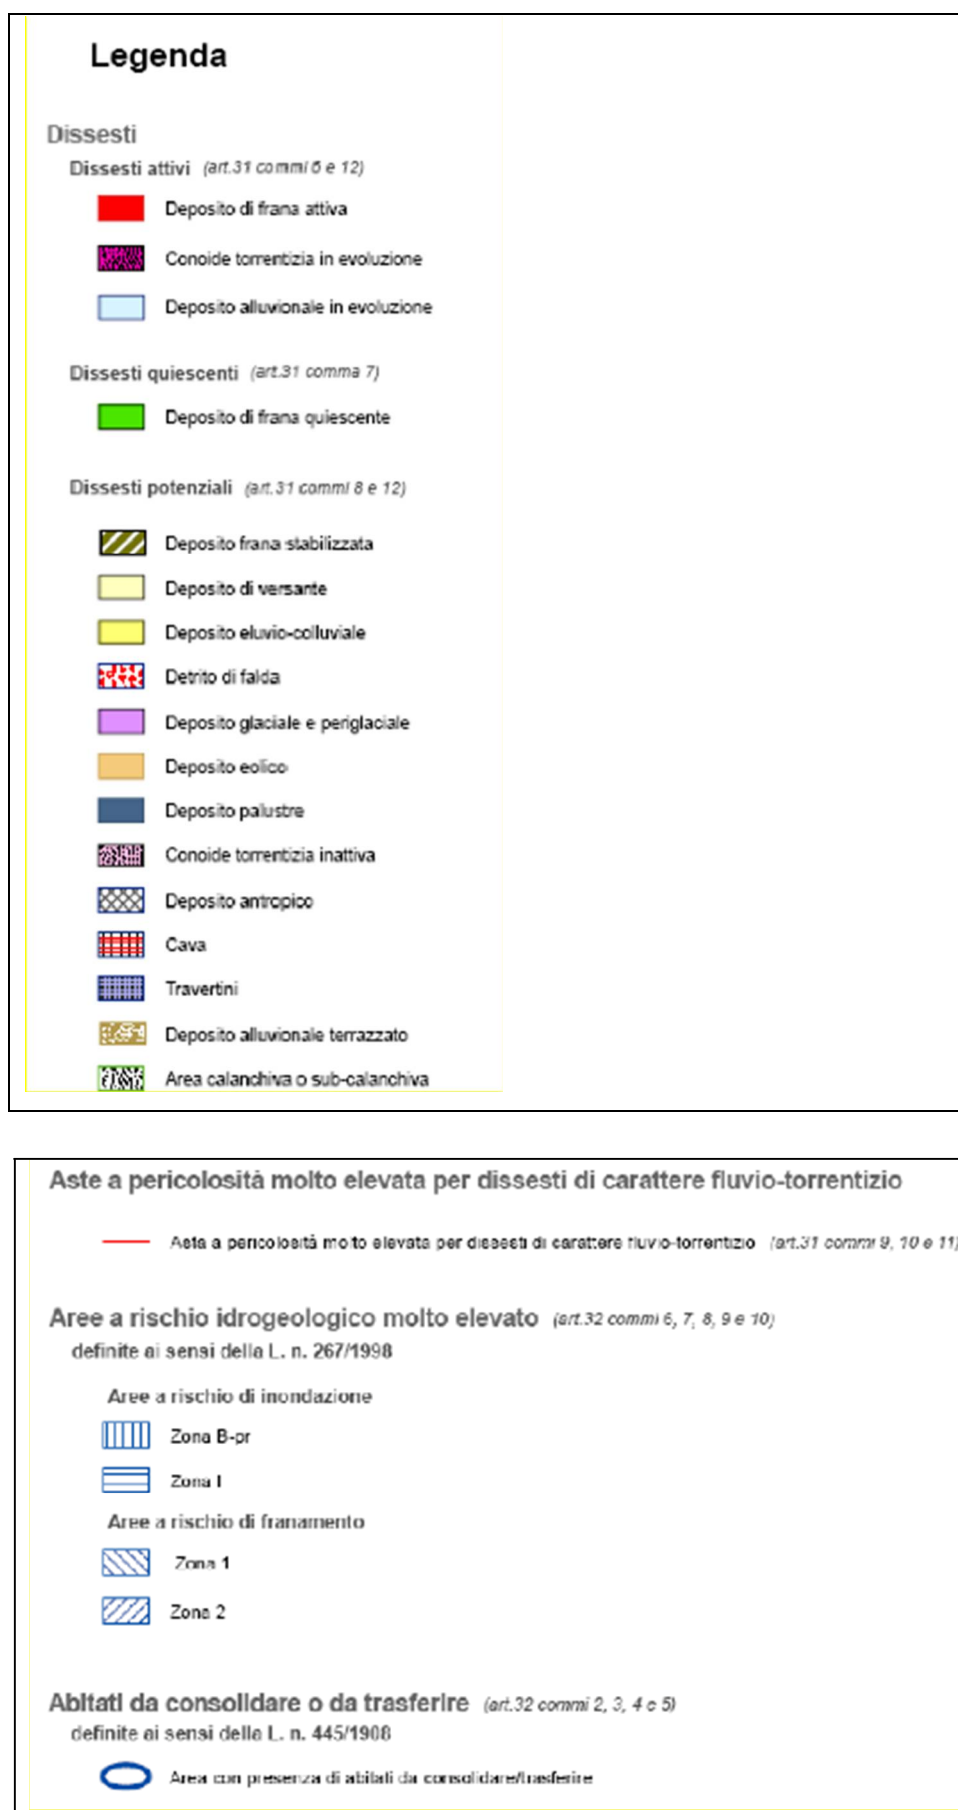 Legenda
Dissesti
Dissesti attivi (art.31 commi 6 e 12)
Deposito di frana attiva
Conoide torrentizia in evoluzione
Deposito alluvionale in evoluzione
Dissesti quiescenti (art.31 comma 7)
Deposito di frana quiescente
Dissesti potenziali (art.31 commi 8 e 12)
Deposito frana stabilizzata
Deposito di versante
Deposito eluvio-colluviale
Detrito di falda
Deposito glaciale e periglaciale
Deposito eolico
Deposito palustre
Conoide torrentizia inattiva
Deposito antropico
Cava
Travertini
Deposito alluvionale terrazzato
Area calanchiva o sub-calanchiva
Aste a pericolosità molto elevata per dissesti di carattere fluvio-torrentizio
Asta a pericolosità molto elevata per dissesti di carattere fluvio-torrentizio (art.31 commi 9, 10 e 11)
Aree a rischio idrogeologico molto elevato (art.32 commi 6, 7, 8, 9 e 10)
definite ai sensi della L. n. 267/1998
Aree a rischio di inondazione
Zona B-pr
Zona I
Aree a rischio di franamento
Zona 1
Zona 2
Abitati da consolidare o da trasferire (art.32 commi 2, 3, 4 e 5)
definite ai sensi della L. n. 445/1908
Area con presenza di abitati da consolidare/trasferire